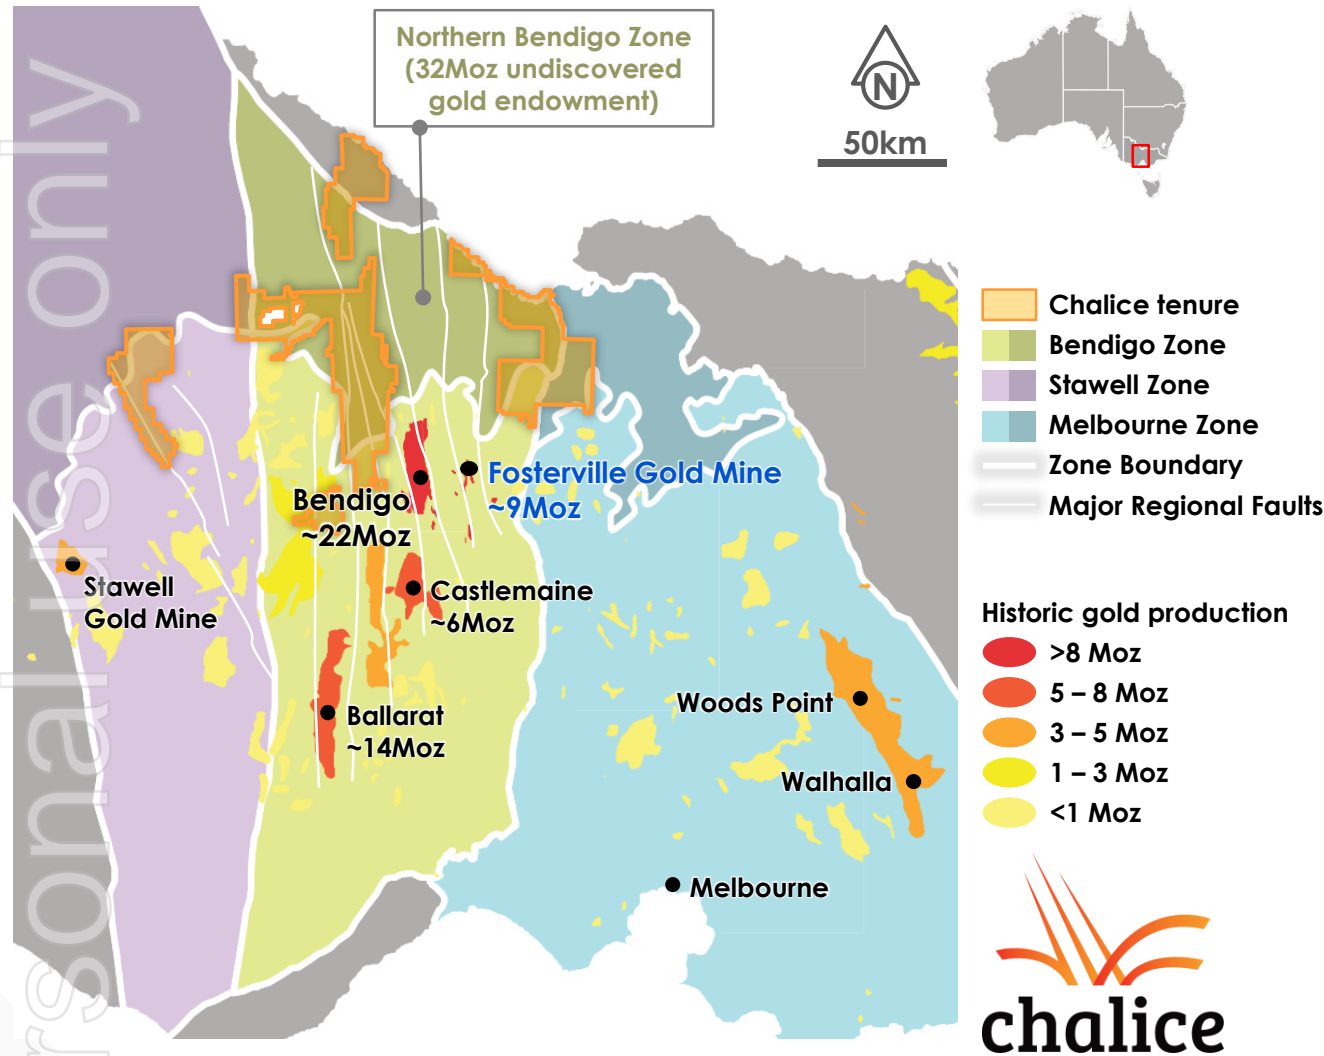 Northern Bendigo Zone
(32Moz undiscovered
gold endowment)
N
50km
rsonal use only
Chalice tenure
Bendigo Zone
Stawell Zone
Melbourne Zone
Zone Boundary
Major Regional Faults
Fosterville Gold Mine
~9Moz
Bendigo
~22Moz
Stawell
Gold Mine
Castlemaine
~6Moz
Ballarat
~14Moz
Woods Point
Walhalla
Melbourne
Historic gold production
>8 Moz
5 – 8 Moz
3 – 5 Moz
1 – 3 Moz
<1 Moz
chalice